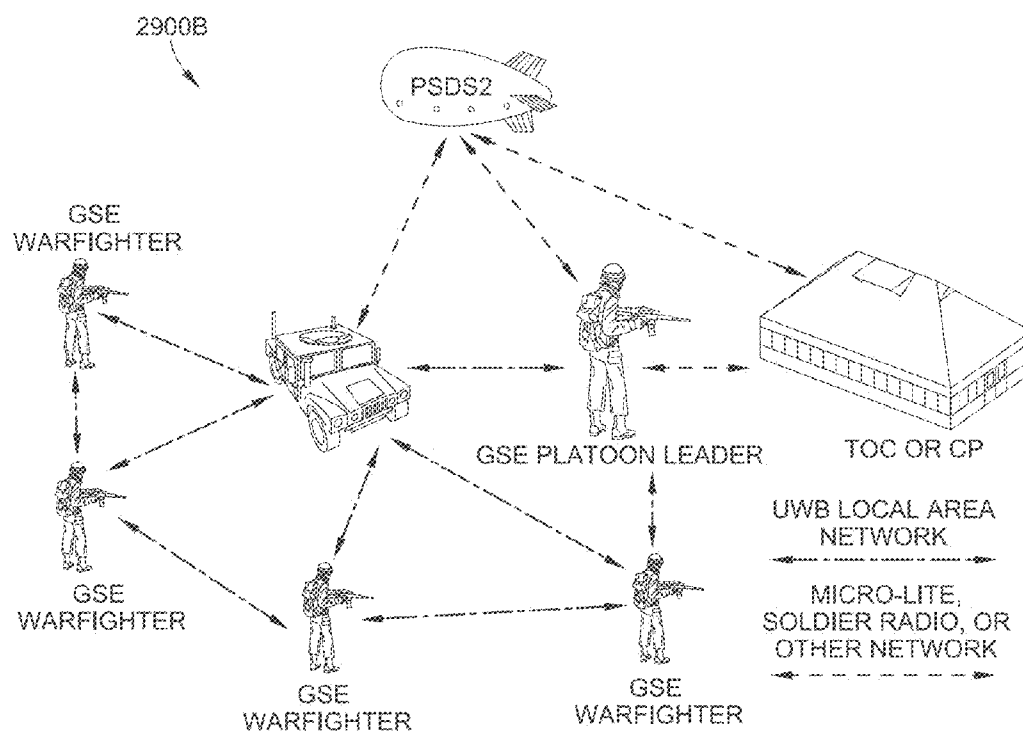 2900B
PSDS2
GSE
WARFIGHTER
GSE PLATOON LEADER
TOC OR CP
GSE
WARFIGHTER
GSE
WARFIGHTER
GSE
WARFIGHTER
UWB LOCAL AREA
NETWORK
MICRO-LITE,
SOLDIER RADIO, OR
OTHER NETWORK